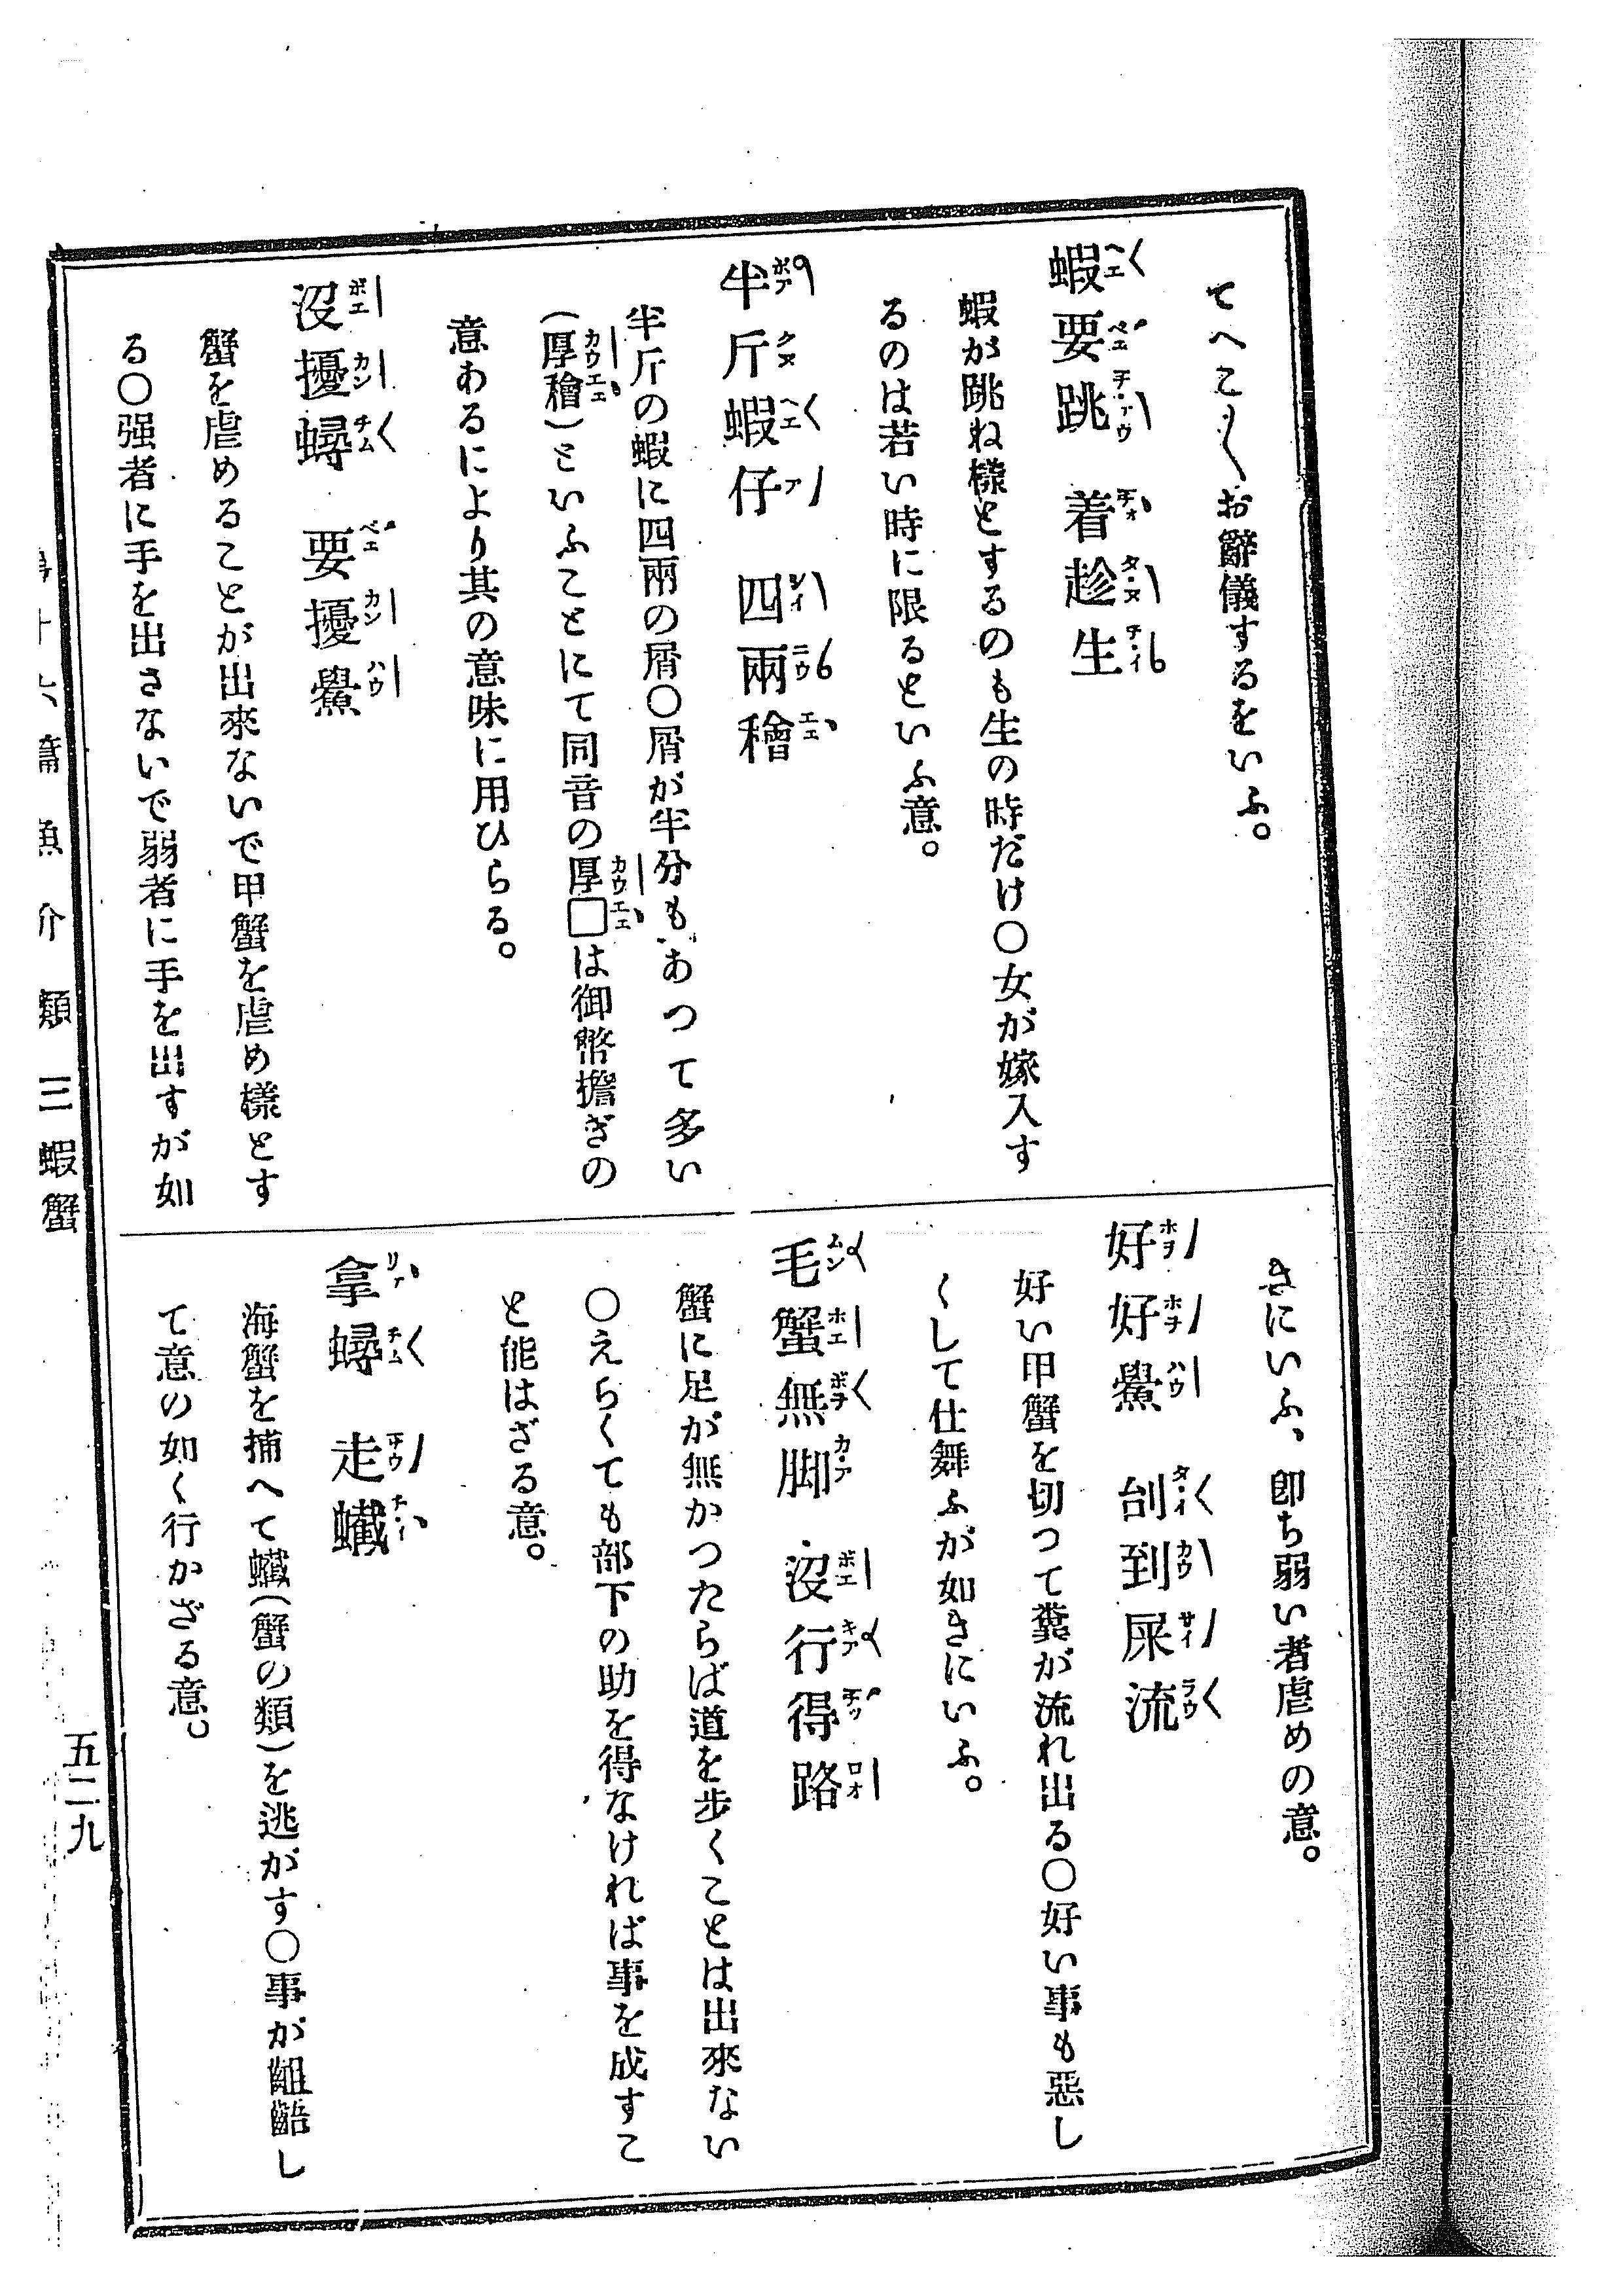 てへこ〱お辭儀するをいふ。
蝦要跳　着趁生
蝦が跳ね樣とするのも生の時だけ〇女が嫁入す
るのは若い時に限るといふ意。
半斤蝦仔　四兩穭
半斤の蝦に四兩の屑〇屑が半分もあつて多い
(厚穭)といふことにて同音の厚□は御幣擔ぎの
意あるにより其の意味に用ひらる。
沒擾蟳　要擾鱟
蟹を虐めることが出來ないで甲蟹を虐め樣とす
る〇强者に手を出さないで弱者に手を出すが如
きにいふ、卽ち弱い者虐めの意。
好好鱟　刣到屎流
好い甲蟹を切つて糞が流れ出る〇好い事も惡し
くして仕舞ふが如きにいふ。
毛蟹無脚　沒行得路
蟹に足が無かつたらば道を步くことは出來ない
〇えらくても部下の助を得なければ事を成すこ
と能はざる意。
拿蟳　走蠘
海蟹を捕へて蠘(蟹の類)を逃がす〇事が齟齬し
て意の如く行かざる意。
十六篇　魚介類　三　蝦蟹
五二九